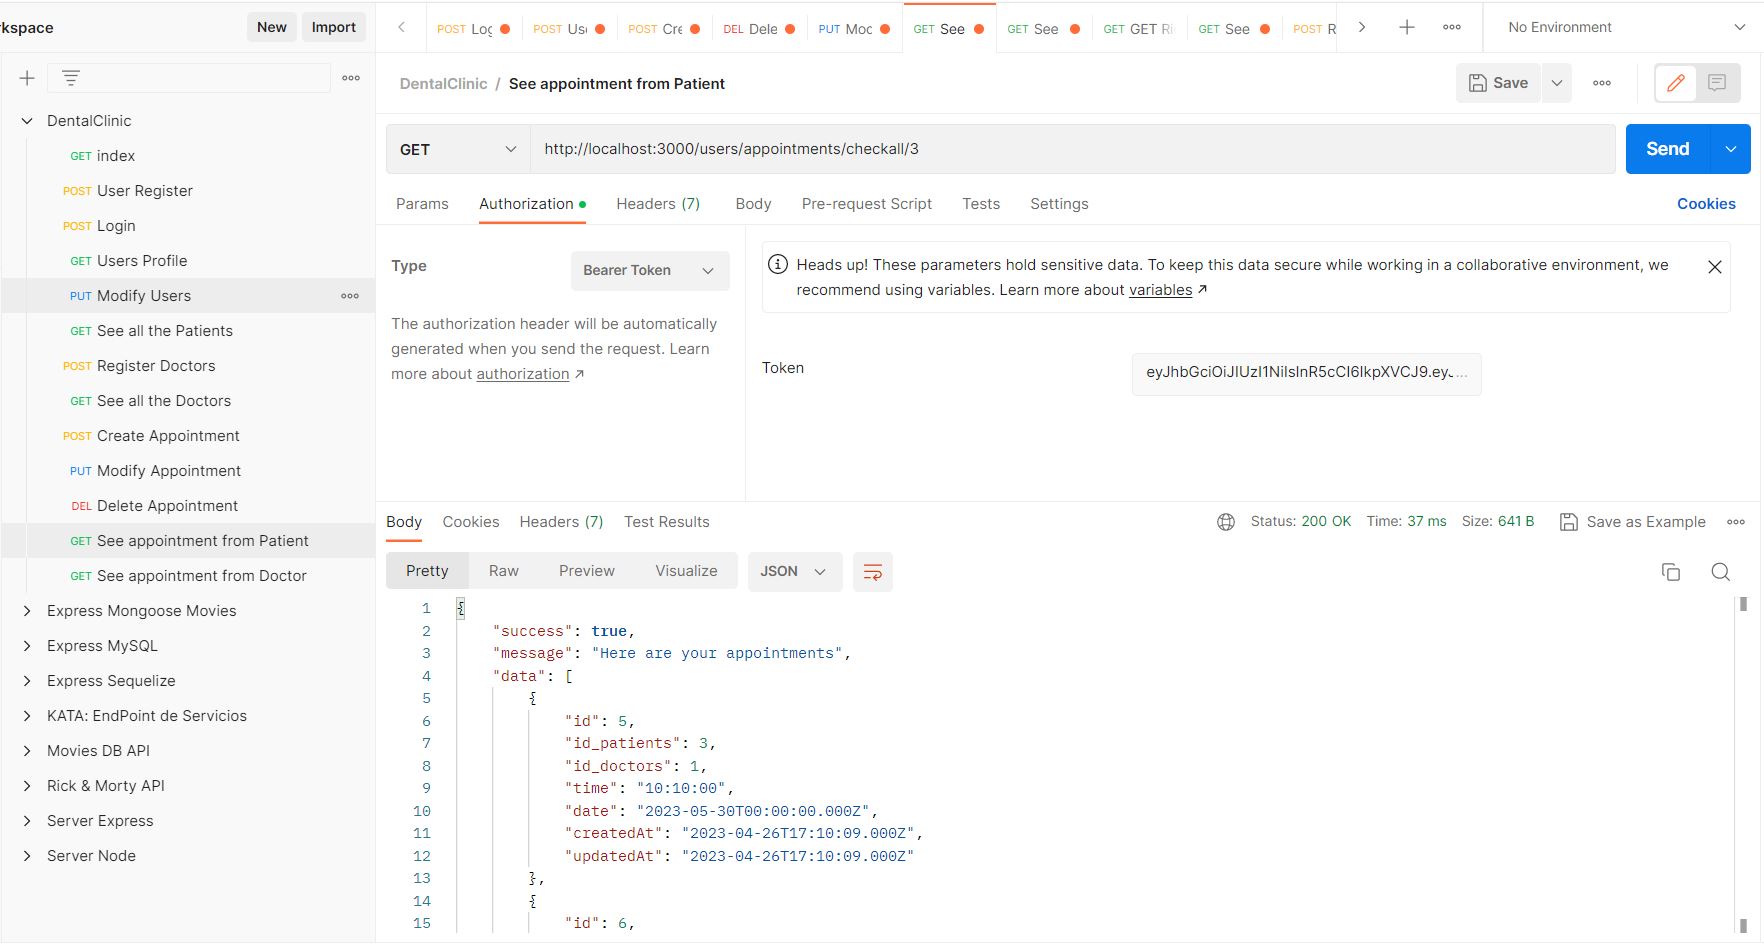 rkspace
New
Import
POST Log
POST Use
POST Cre
DEL Dele
PUT Moc
GET See
GET See
GET GET Ri
GET See
POST R
No Environment
DentalClinic / See appointment from Patient
Save
DentalClinic
GET index
POST User Register
POST Login
GET Users Profile
PUT Modify Users
GET See all the Patients
POST Register Doctors
GET See all the Doctors
POST Create Appointment
PUT Modify Appointment
DEL Delete Appointment
GET See appointment from Patient
GET See appointment from Doctor
Express Mongoose Movies
Express MySQL
Express Sequelize
KATA: EndPoint de Servicios
Movies DB API
Rick & Morty API
Server Express
Server Node
GET
http://localhost:3000/users/appointments/checkall/3
Send
Params
Authorization
Headers (7)
Body
Pre-request Script
Tests
Settings
Cookies
Type
Bearer Token
The authorization header will be automatically
generated when you send the request. Learn
more about authorization ↗
Heads up! These parameters hold sensitive data. To keep this data secure while working in a collaborative environment, we
recommend using variables. Learn more about variables ↗
Token
Body
Cookies
Headers (7)
Test Results
Status: 200 OK
Time: 37 ms
Size: 641 B
Save as Example
Pretty
Raw
Preview
Visualize
JSON
1 {
2 "success": true,
3 "message": "Here are your appointments",
4 "data": [
5 {
6 "id": 5,
7 "id_patients": 3,
8 "id_doctors": 1,
9 "time": "10:10:00",
10 "date": "2023-05-30T00:00:00.000Z",
11 "createdAt": "2023-04-26T17:10:09.000Z",
12 "updatedAt": "2023-04-26T17:10:09.000Z"
13 },
14 {
15 "id": 6,